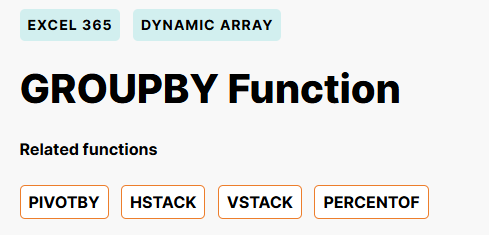 EXCEL 365 DYNAMIC ARRAY
GROUPBY Function
Related functions
PIVOTBY HSTACK VSTACK PERCENTOF